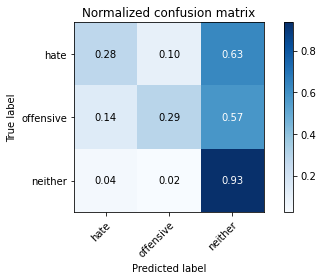 Normalized confusion matrix
True label
hate
0.28 0.10 0.63
offensive
0.14 0.29 0.57
neither
0.04 0.02 0.93
hate
offensive
neither
Predicted label
0.8
0.6
0.4
0.2